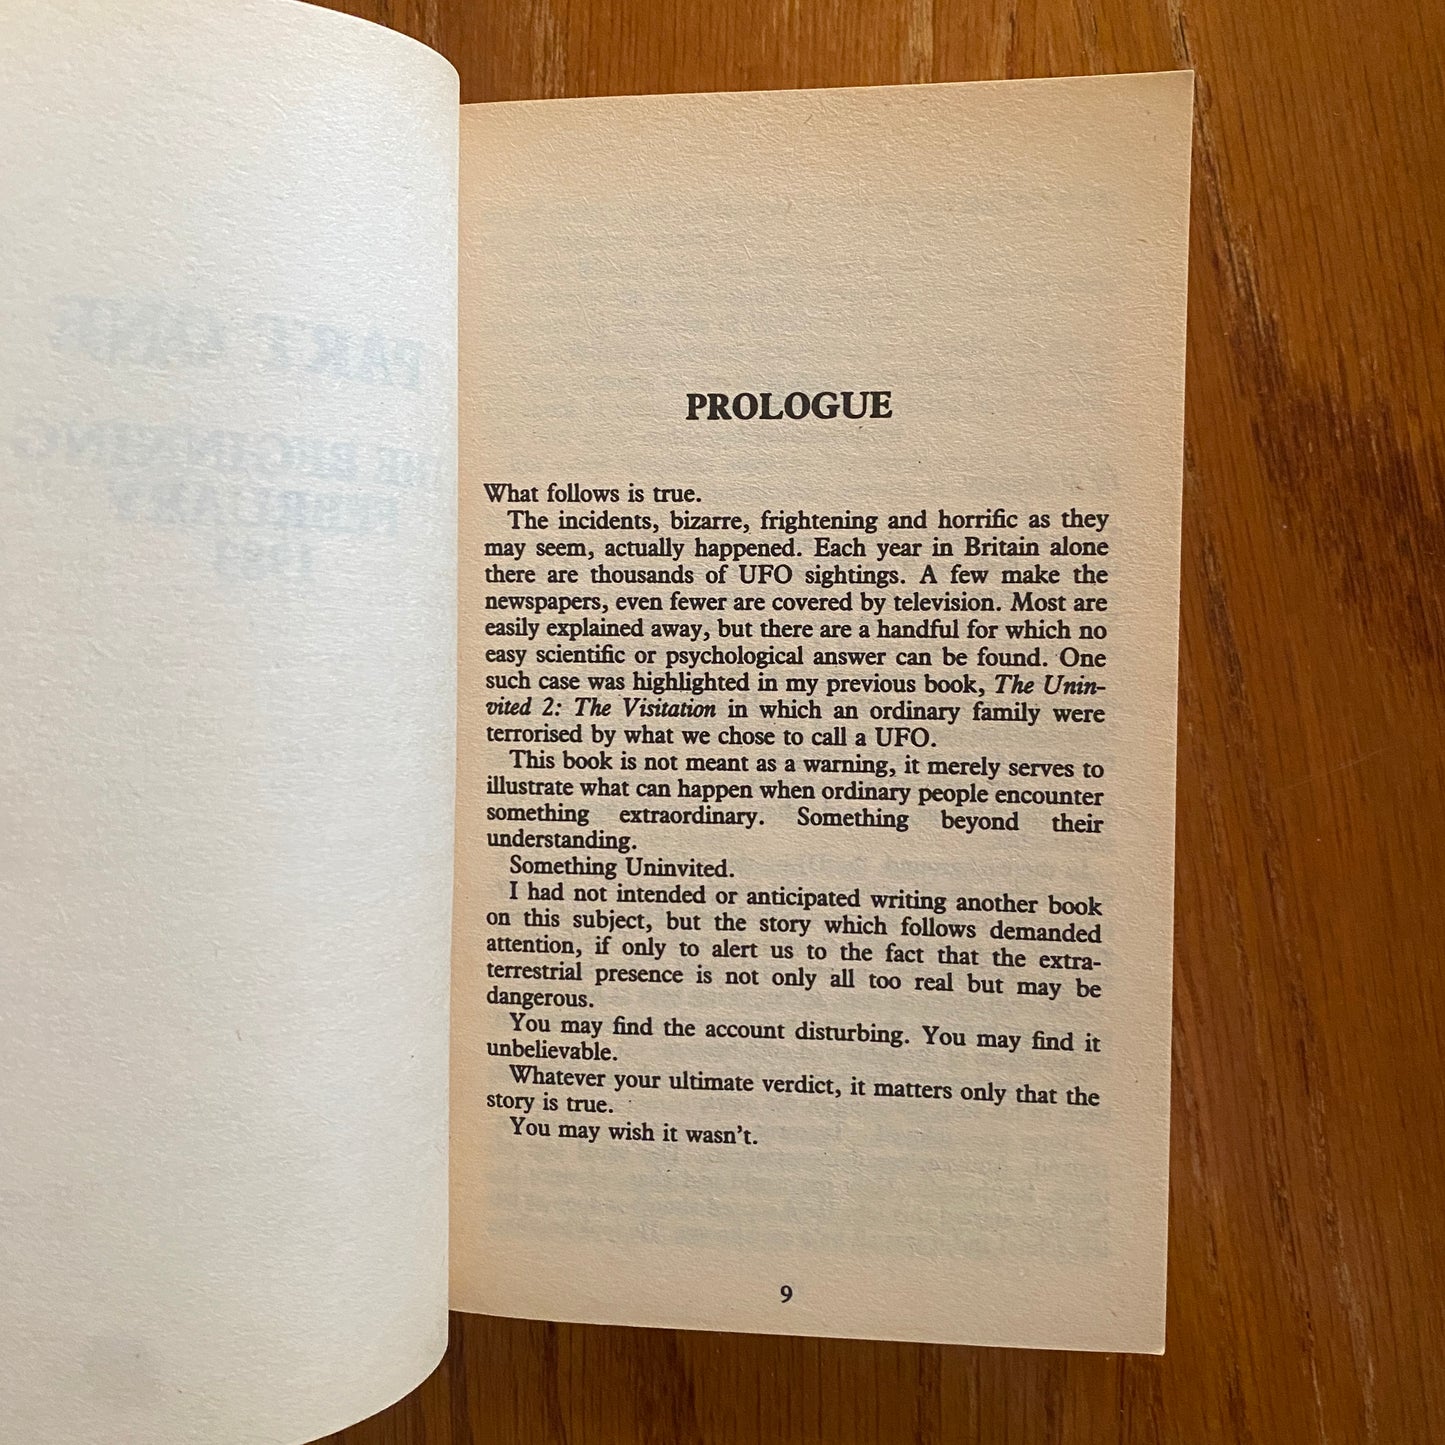 PROLOGUE
What follows is true.
The incidents, bizarre, frightening and horrific as they
may seem, actually happened. Each year in Britain alone
there are thousands of UFO sightings. A few make the
newspapers, even fewer are covered by television. Most are
easily explained away, but there are a handful for which no
easy scientific or psychological answer can be found. One
such case was highlighted in my previous book, The Unin-
vited 2: The Visitation in which an ordinary family were
terrorised by what we chose to call a UFO.
This book is not meant as a warning, it merely serves to
illustrate what can happen when ordinary people encounter
something extraordinary. Something beyond their
understanding.
Something Uninvited.
I had not intended or anticipated writing another book
on this subject, but the story which follows demanded
attention, if only to alert us to the fact that the extra-
terrestrial presence is not only all too real but may be
dangerous.
You may find the account disturbing. You may find it
unbelievable.
Whatever your ultimate verdict, it matters only that the
story is true.
You may wish it wasn't.
9